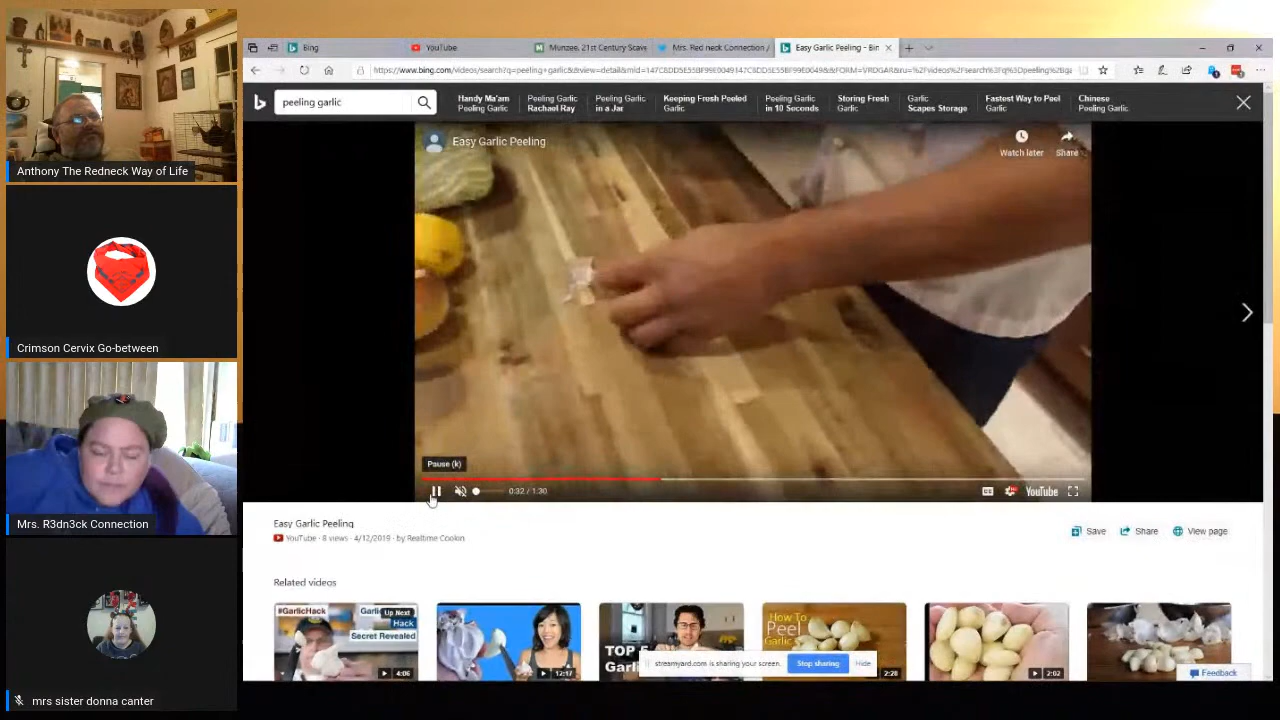 Anthony The Redneck Way of Life
Crimson Cervix Go-between
Mrs. R3dn3ck Connection
mrs sister donna canter
Bing
YouTube
Munzee, 21st Century Scave
Mrs. Red neck Connection /
Easy Garlic Peeling - Bin
peeling garlic
Handy Ma'am
Peeling Garlic
Peeling Garlic
Rachael Ray
Peeling Garlic
in a Jar
Keeping Fresh Peeled
Garlic
Peeling Garlic
in 10 Seconds
Storing Fresh
Garlic
Garlic
Scapes Storage
Fastest Way to Peel
Garlic
Chinese
Peeling Garlic
Easy Garlic Peeling
Watch later
Share
Pause (k)
0:32 / 1:30
YouTube
Easy Garlic Peeling
YouTube · 8 views · 4/12/2019 · by Realtime Cookin
Save
Share
View page
Related videos
#GarlicHack
Up Next
Hack
Secret Revealed
4:06
12:17
TOP
How To
Peel
Garlic
2:28
2:02
streamyard.com is sharing your screen.
Stop sharing
Hide
Feedback